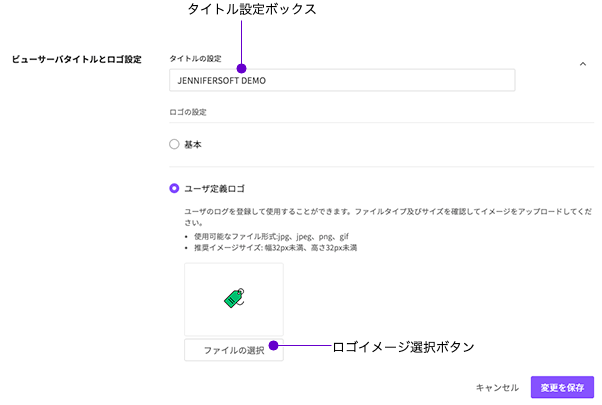 タイトル設定ボックス
ビューサーバタイトルとロゴ設定
タイトルの設定
JENNIFERSOFT DEMO
ロゴの設定
基本
ユーザ定義ロゴ
ユーザのログを登録して使用することができます。ファイルタイプ及びサイズを確認してイメージをアップロードしてくだ
さい。
• 使用可能なファイル形式:jpg、jpeg、png、gif
• 推奨イメージサイズ: 幅32px未満、高さ32px未満
ファイルの選択
ロゴイメージ選択ボタン
キャンセル
変更を保存